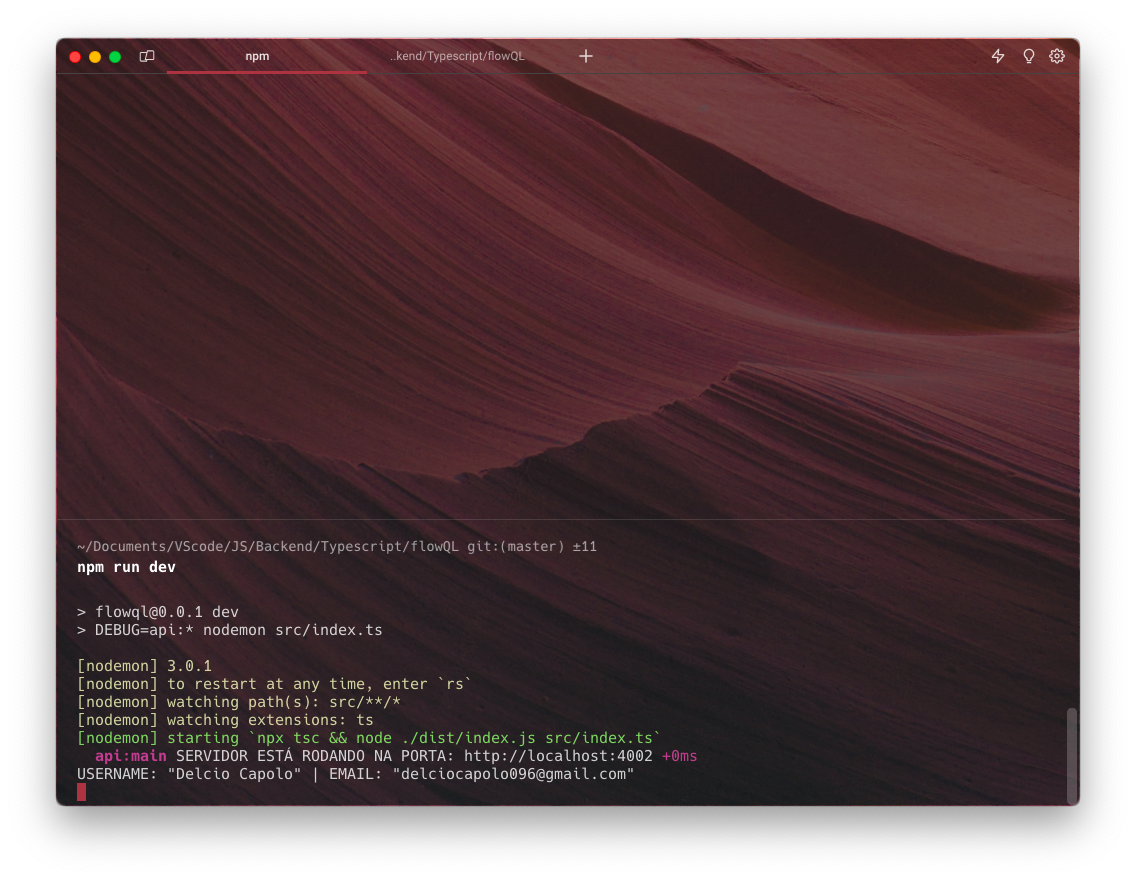 npm
..kend/Typescript/flowQL
~/Documents/VScode/JS/Backend/Typescript/flowQL git:(master) ±11
npm run dev
> flowql@0.0.1 dev
> DEBUG=api:* nodemon src/index.ts
[nodemon] 3.0.1
[nodemon] to restart at any time, enter `rs`
[nodemon] watching path(s): src/**/*
[nodemon] watching extensions: ts
[nodemon] starting `npx tsc && node ./dist/index.js src/index.ts`
api:main SERVIDOR ESTÁ RODANDO NA PORTA: http://localhost:4002 +0ms
USERNAME: "Delcio Capolo" | EMAIL: "delciocapolo096@gmail.com"